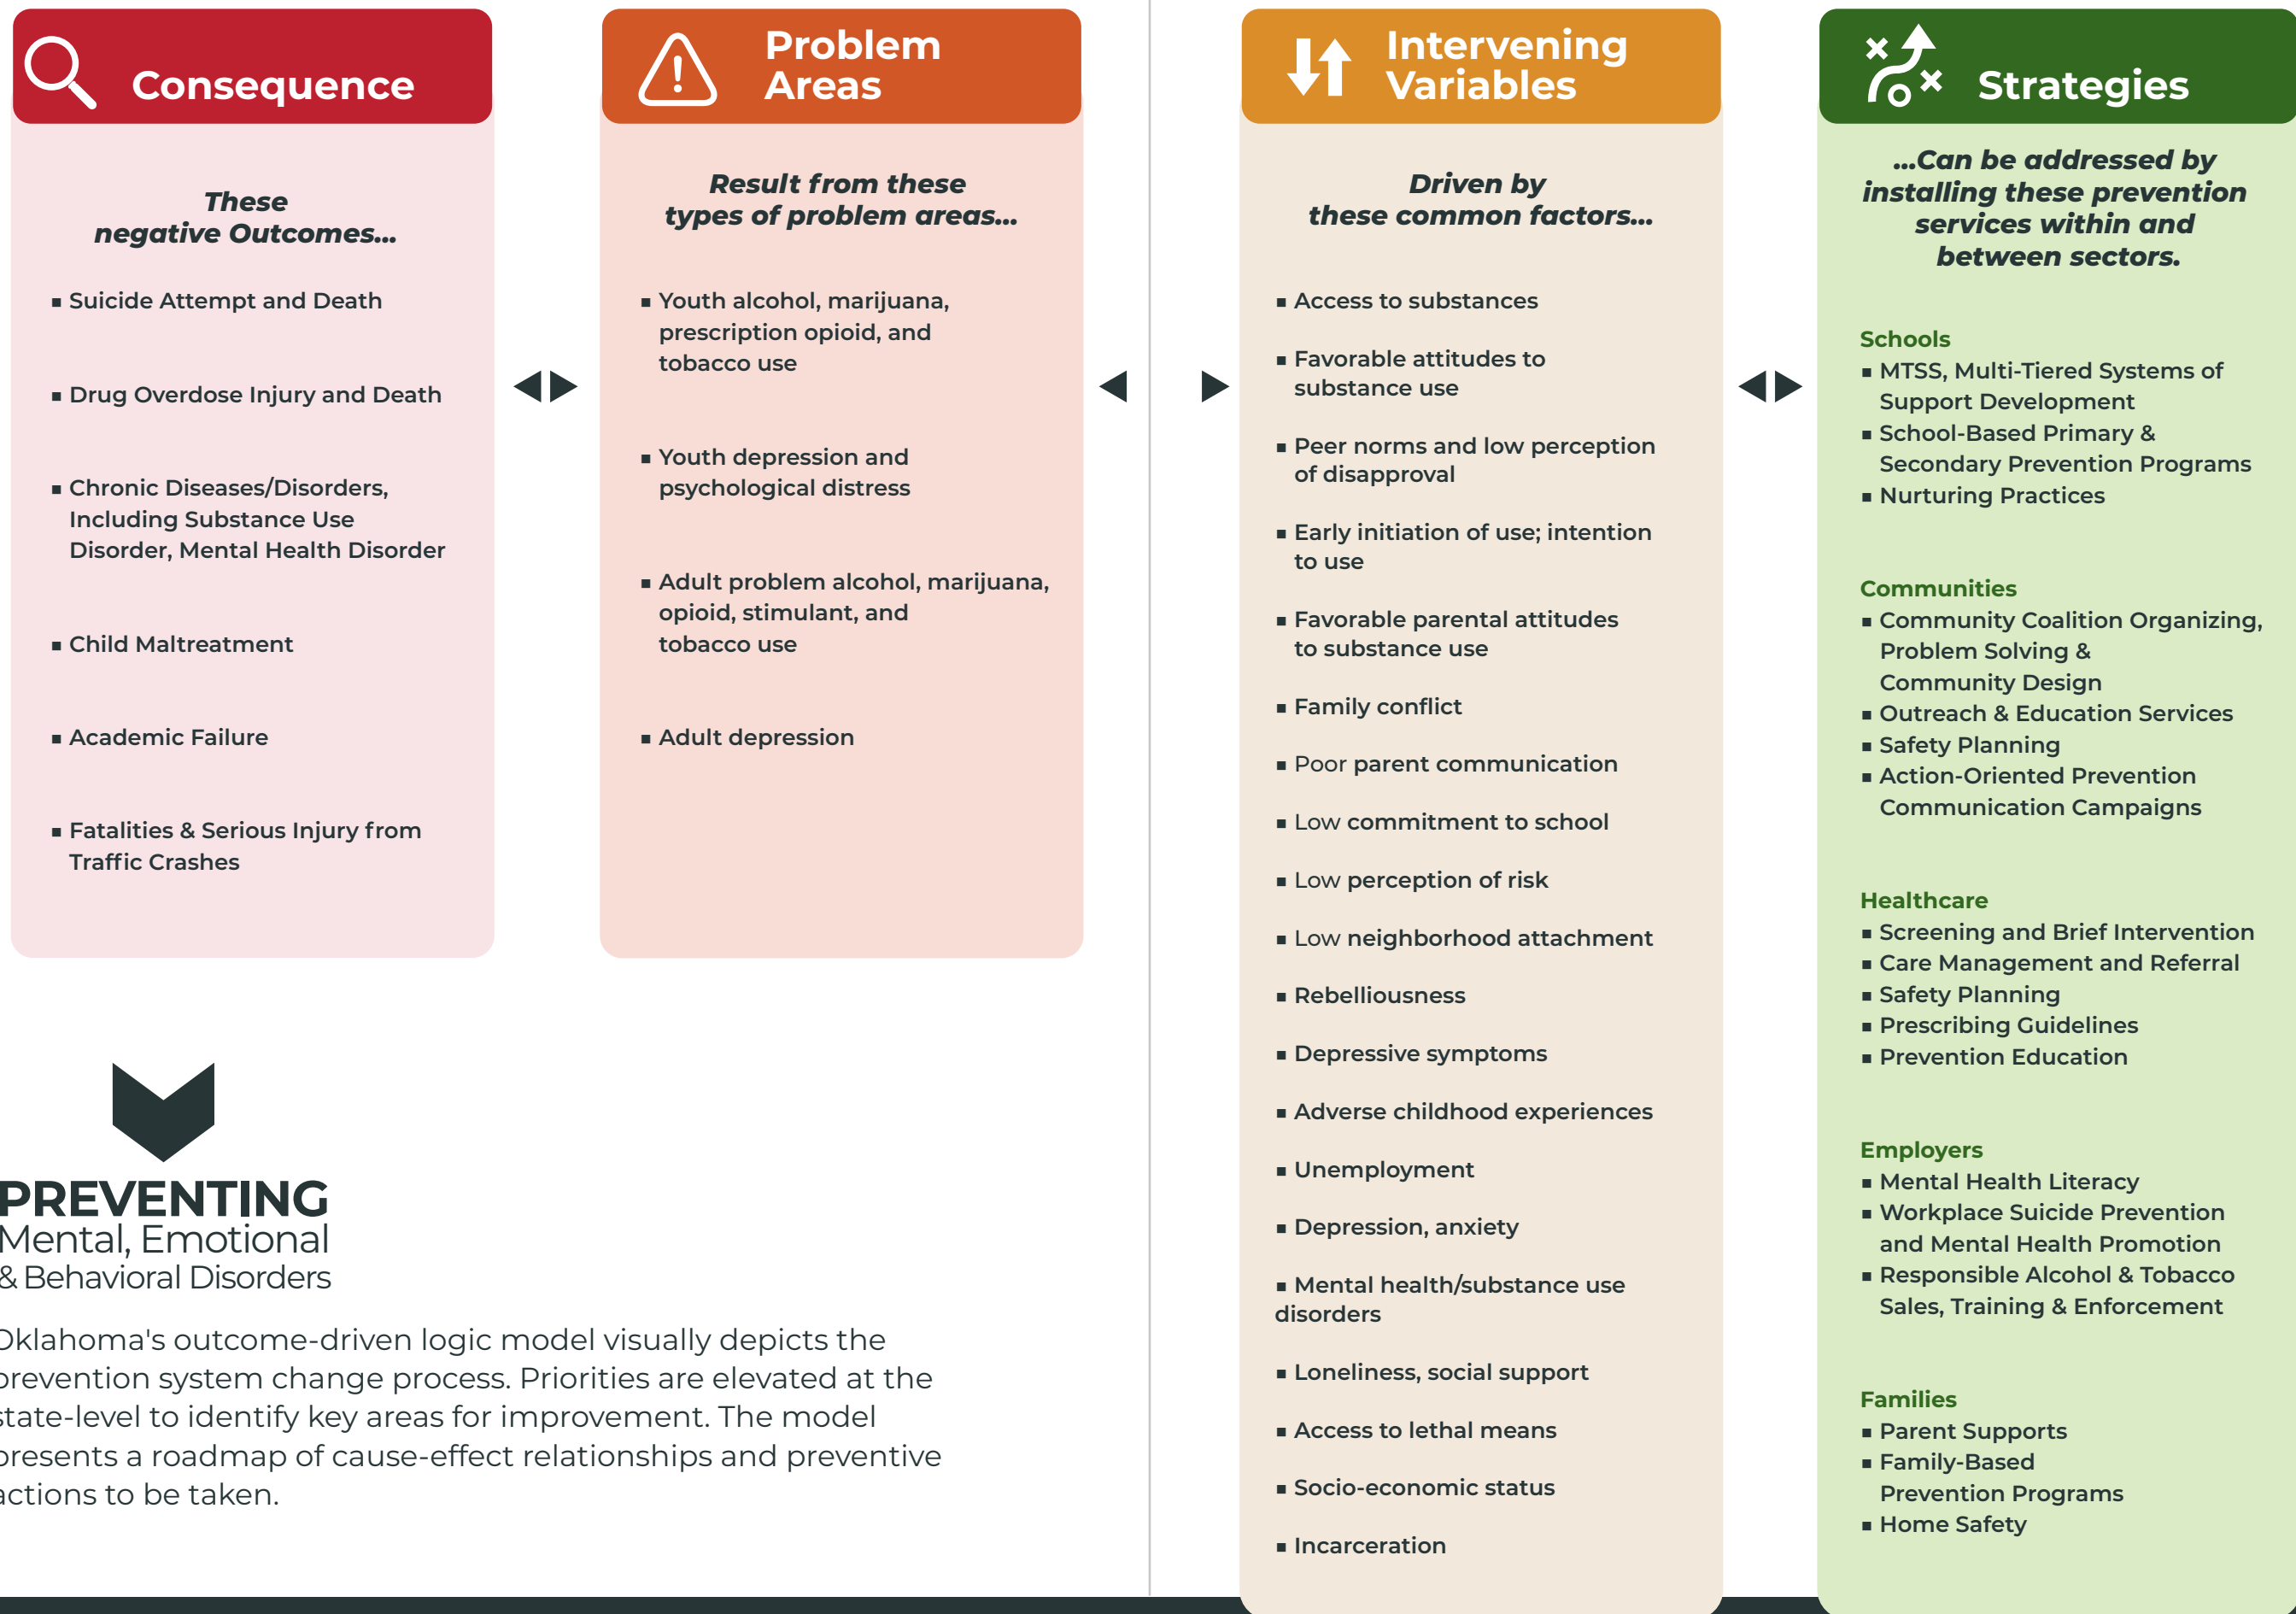 Consequence
These
negative Outcomes...
▪ Suicide Attempt and Death
▪ Drug Overdose Injury and Death
▪ Chronic Diseases/Disorders,
Including Substance Use
Disorder, Mental Health Disorder
▪ Child Maltreatment
▪ Academic Failure
▪ Fatalities & Serious Injury from
Traffic Crashes
Problem
Areas
Result from these
types of problem areas...
▪ Youth alcohol, marijuana,
prescription opioid, and
tobacco use
▪ Youth depression and
psychological distress
▪ Adult problem alcohol, marijuana,
opioid, stimulant, and
tobacco use
▪ Adult depression
PREVENTING
Mental, Emotional
& Behavioral Disorders
Oklahoma's outcome-driven logic model visually depicts the
prevention system change process. Priorities are elevated at the
state-level to identify key areas for improvement. The model
presents a roadmap of cause-effect relationships and preventive
actions to be taken.
Intervening
Variables
Driven by
these common factors...
▪ Access to substances
▪ Favorable attitudes to
substance use
▪ Peer norms and low perception
of disapproval
▪ Early initiation of use; intention
to use
▪ Favorable parental attitudes
to substance use
▪ Family conflict
▪ Poor parent communication
▪ Low commitment to school
▪ Low perception of risk
▪ Low neighborhood attachment
▪ Rebelliousness
▪ Depressive symptoms
▪ Adverse childhood experiences
▪ Unemployment
▪ Depression, anxiety
▪ Mental health/substance use
disorders
▪ Loneliness, social support
▪ Access to lethal means
▪ Socio-economic status
▪ Incarceration
Strategies
...Can be addressed by
installing these prevention
services within and
between sectors.
Schools
▪ MTSS, Multi-Tiered Systems of
Support Development
▪ School-Based Primary &
Secondary Prevention Programs
▪ Nurturing Practices
Communities
▪ Community Coalition Organizing,
Problem Solving &
Community Design
▪ Outreach & Education Services
▪ Safety Planning
▪ Action-Oriented Prevention
Communication Campaigns
Healthcare
▪ Screening and Brief Intervention
▪ Care Management and Referral
▪ Safety Planning
▪ Prescribing Guidelines
▪ Prevention Education
Employers
▪ Mental Health Literacy
▪ Workplace Suicide Prevention
and Mental Health Promotion
▪ Responsible Alcohol & Tobacco
Sales, Training & Enforcement
Families
▪ Parent Supports
▪ Family-Based
Prevention Programs
▪ Home Safety